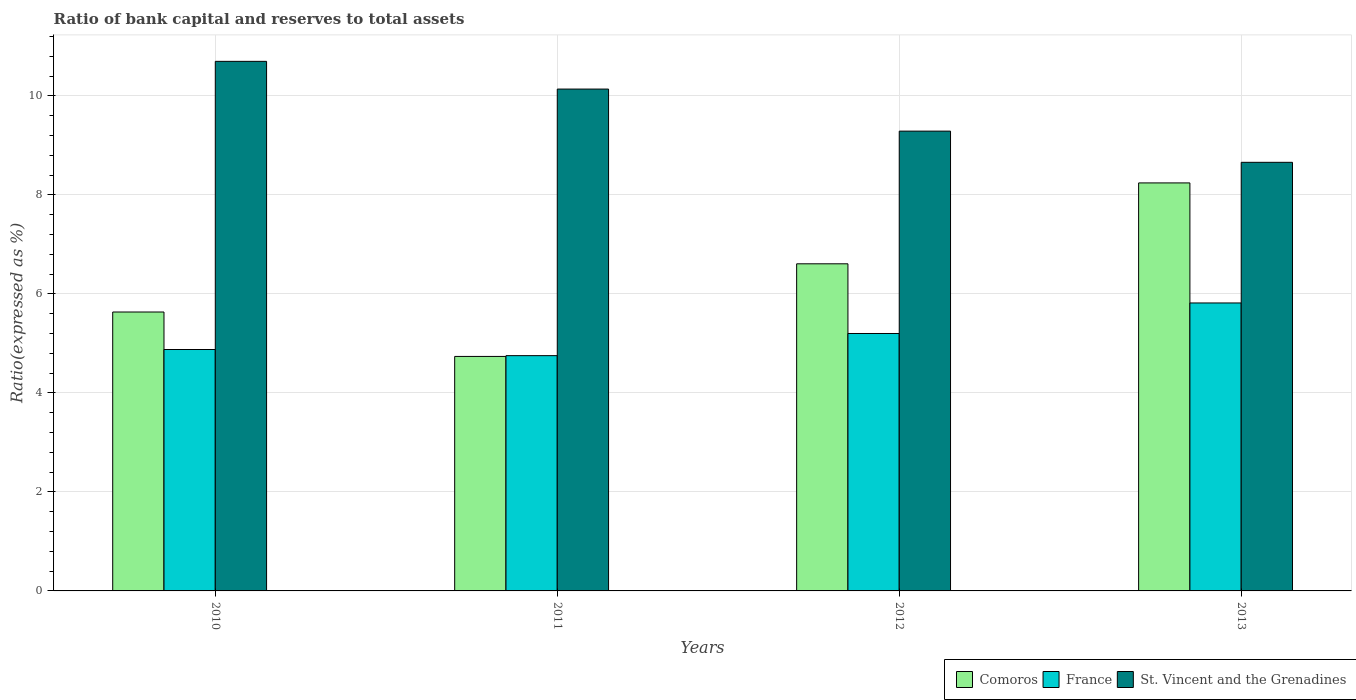 Ratio of bank capital and reserves to total assets
Ratio(expressed as %)
10
8
6
4
2
0
2010
2011
2012
2013
Years
Comoros
France
St. Vincent and the Grenadines